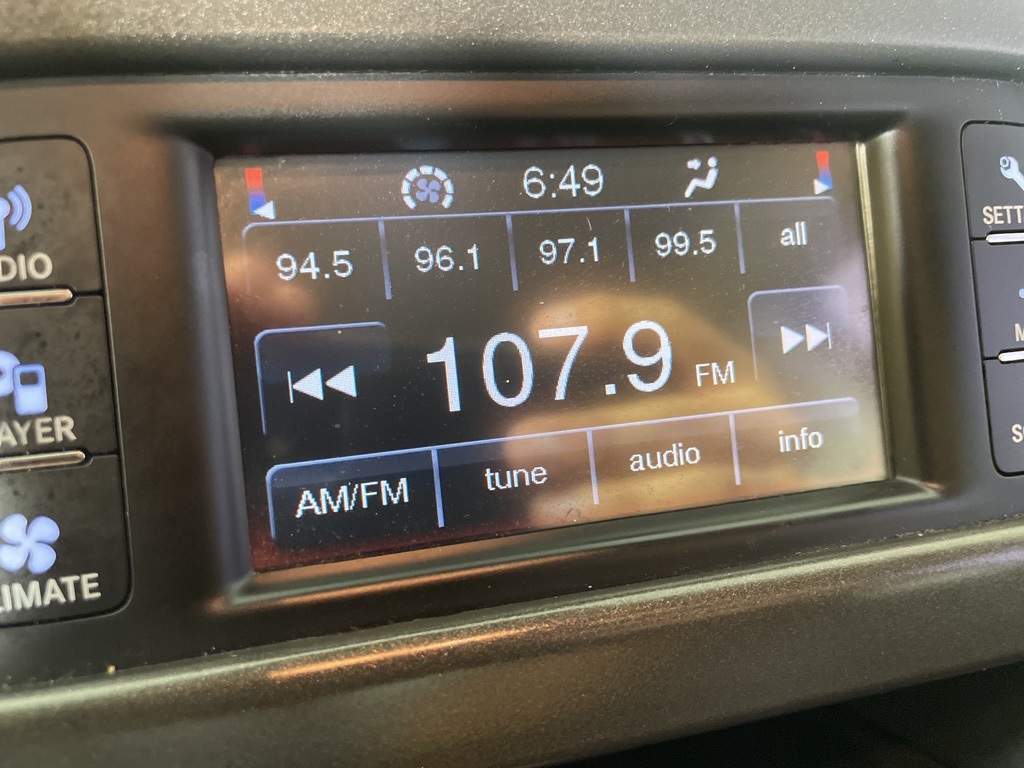 6:49
94.5 96.1 97.1 99.5 all
107.9 FM
AM/FM tune audio info
DIO
AYER
LIMATE
SETT
M